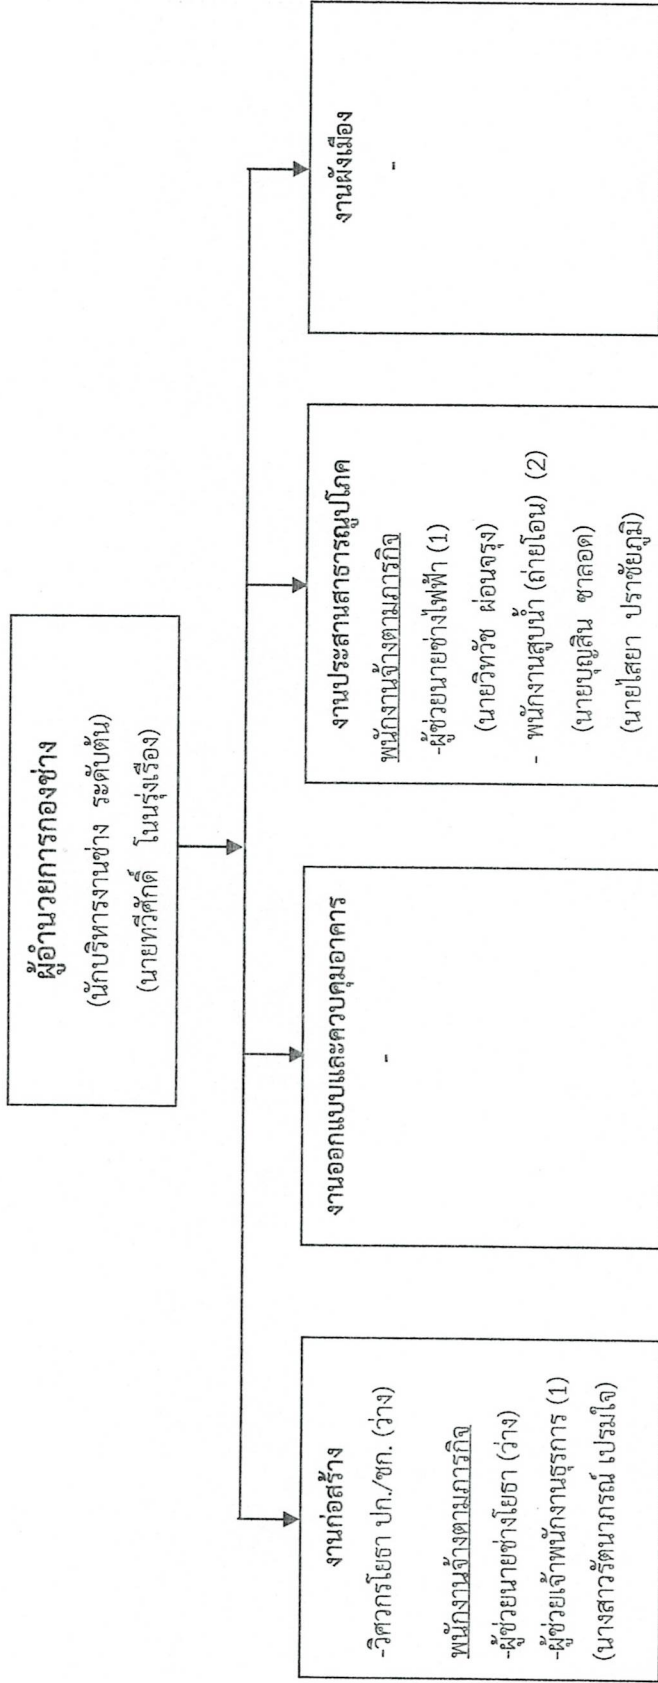 ผู้อำนวยการกองช่าง
(นักบริหารงานช่าง ระดับต้น)
(นายทวีศักดิ์ โนนรุ่งเรือง)
งานก่อสร้าง
-วิศวกรโยธา ปก./ชก. (ว่าง)
พนักงานจ้างตามภารกิจ
-ผู้ช่วยนายช่างโยธา (ว่าง)
-ผู้ช่วยเจ้าพนักงานธุรการ (1)
(นางสาวรัตนาภรณ์ เปรมใจ)
งานออกแบบและควบคุมอาคาร
-
งานประสานสาธารณูปโภค
พนักงานจ้างตามภารกิจ
-ผู้ช่วยนายช่างไฟฟ้า (1)
(นายวิทวัช ผ่อนจรุง)
- พนักงานสูบน้ำ (ถ่ายโอน) (2)
(นายบุญสิน ชาลอด)
(นายไสยา ปราชัยภูมิ)
งานผังเมือง
-